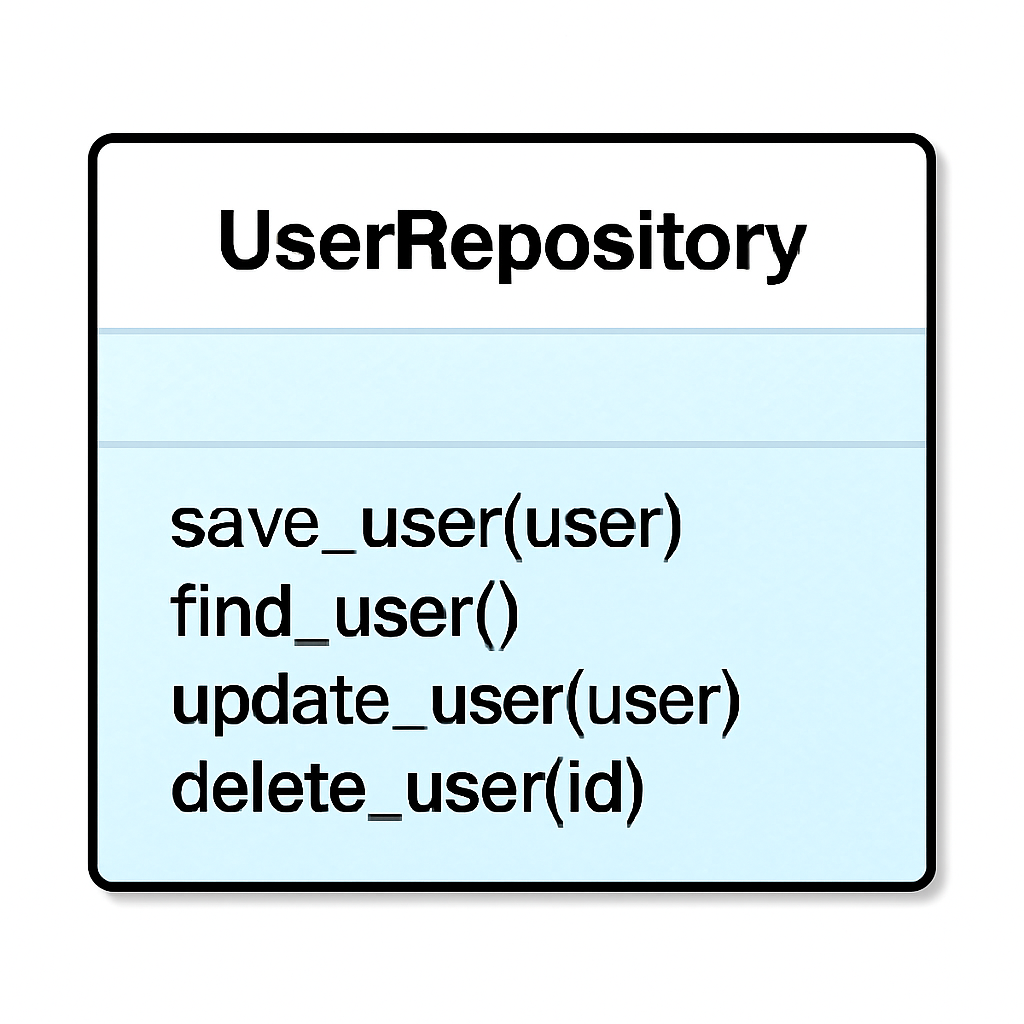 UserRepository
save_user(user)
find_user()
update_user(user)
delete_user(id)